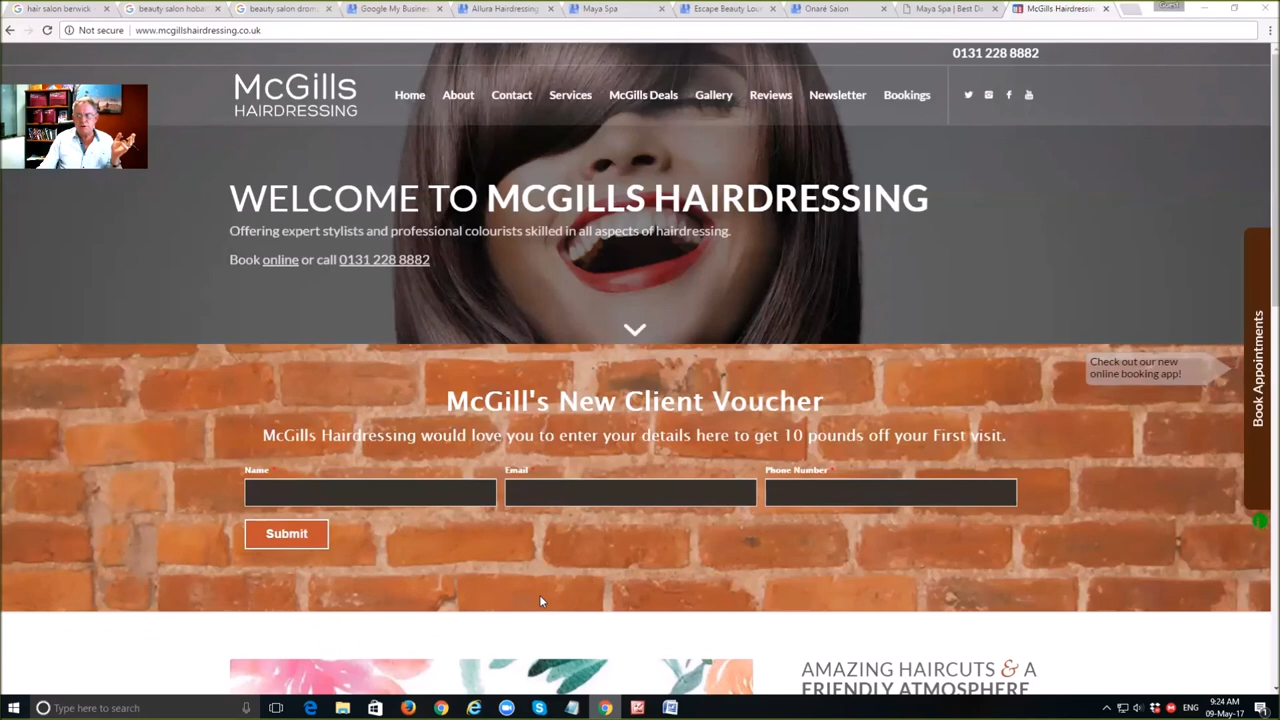 hair salon berwick
beauty salon hobal
beauty salon drom
Google My Busine
Allura Hairdressing
Maya Spa
Escape Beauty Lou
Onaré Salon
Maya Spa | Best D
McGills Hairdressin
Guest
Not secure
www.mcgillshairdressing.co.uk
0131 228 8882
McGills
HAIRDRESSING
Home
About
Contact
Services
McGills Deals
Gallery
Reviews
Newsletter
Bookings
WELCOME TO MCGILLS HAIRDRESSING
Offering expert stylists and professional colourists skilled in all aspects of hairdressing.
Book online or call 0131 228 8882
Check out our new
online booking app!
Book Appointments
McGill's New Client Voucher
McGills Hairdressing would love you to enter your details here to get 10 pounds off your First visit.
Name *
Email *
Phone Number *
Submit
AMAZING HAIRCUTS & A
FRIENDLY ATMOSPHERE
Type here to search
ENG
9:24 AM
09-May-17